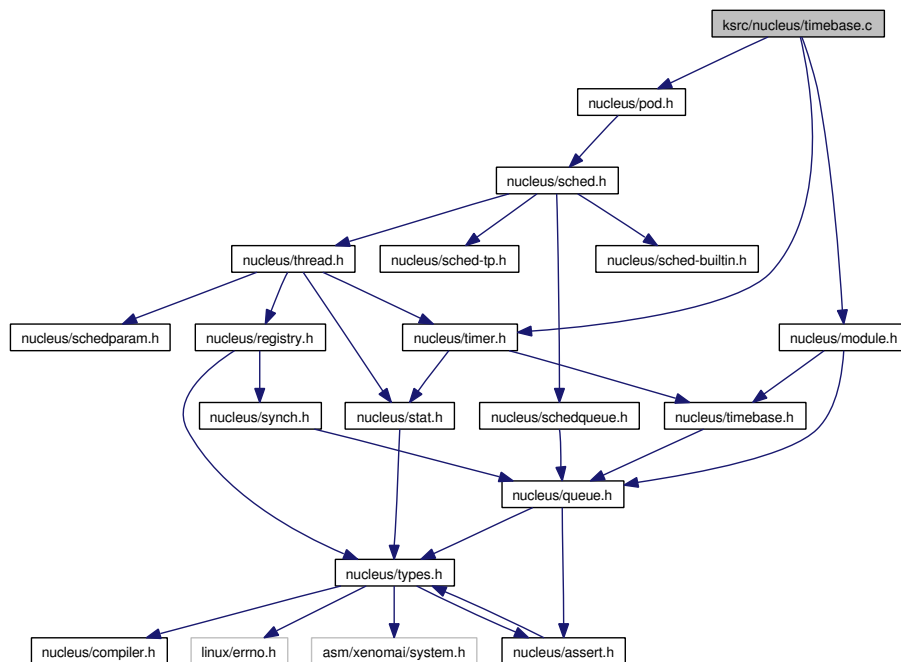 ksrc/nucleus/timebase.c
nucleus/pod.h
nucleus/sched.h
nucleus/thread.h
nucleus/sched-tp.h
nucleus/sched-builtin.h
nucleus/schedparam.h
nucleus/registry.h
nucleus/timer.h
nucleus/module.h
nucleus/synch.h
nucleus/stat.h
nucleus/schedqueue.h
nucleus/timebase.h
nucleus/queue.h
nucleus/types.h
nucleus/compiler.h
linux/errno.h
asm/xenomai/system.h
nucleus/assert.h